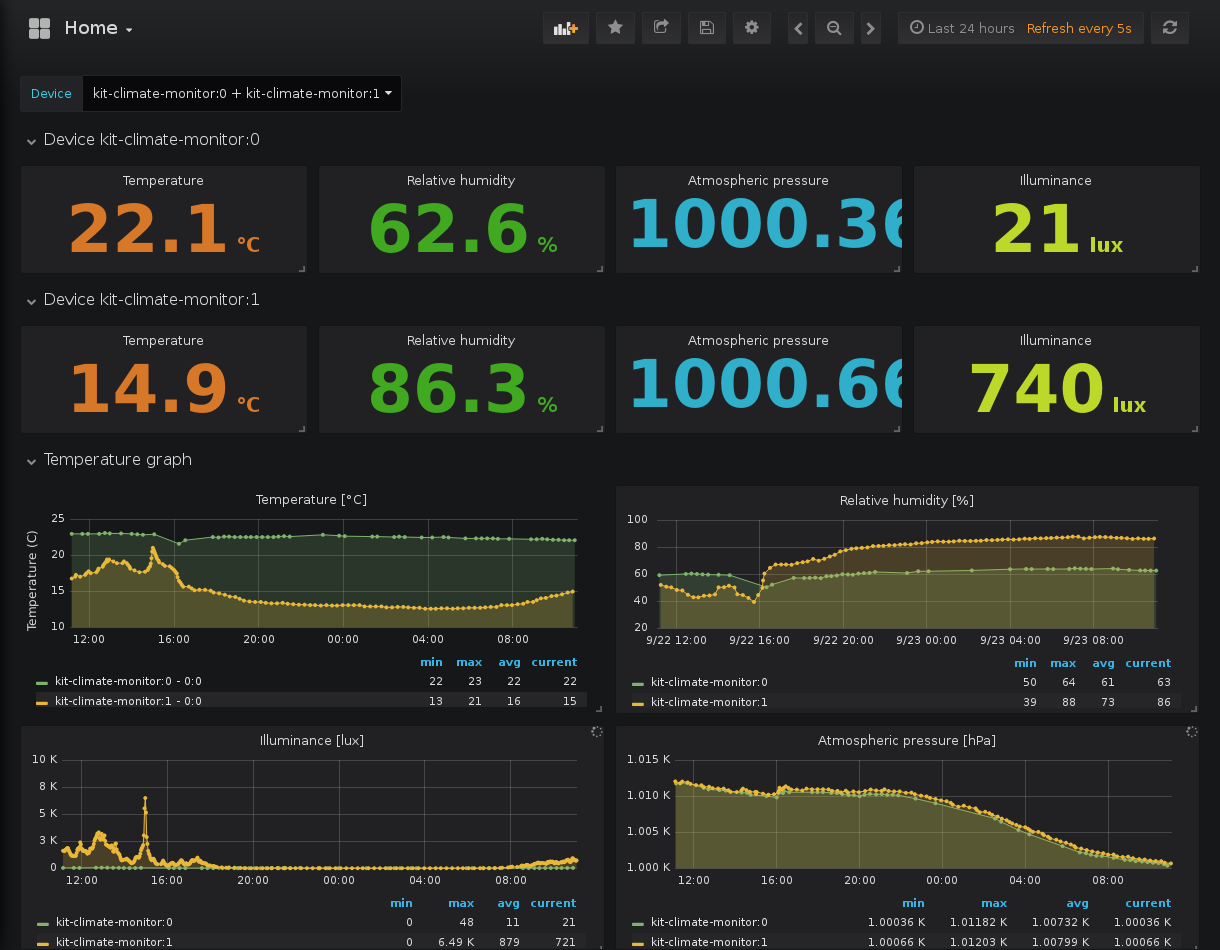 Home
Last 24 hours Refresh every 5s
Device kit-climate-monitor:0 + kit-climate-monitor:1
Device kit-climate-monitor:0
Temperature Relative humidity Atmospheric pressure Illuminance
22.1 °C 62.6 % 1000.36 21 lux
Device kit-climate-monitor:1
Temperature Relative humidity Atmospheric pressure Illuminance
14.9 °C 86.3 % 1000.66 740 lux
Temperature graph
Temperature [°C]
Temperature (C)
25
20
15
10
12:00 16:00 20:00 00:00 04:00 08:00
min max avg current
kit-climate-monitor:0 - 0:0 22 23 22 22
kit-climate-monitor:1 - 0:0 13 21 16 15
Relative humidity [%]
100
80
60
40
20
9/22 12:00 9/22 16:00 9/22 20:00 9/23 00:00 9/23 04:00 9/23 08:00
min max avg current
kit-climate-monitor:0 50 64 61 63
kit-climate-monitor:1 39 88 73 86
Illuminance [lux]
10 K
8 K
5 K
3 K
0
12:00 16:00 20:00 00:00 04:00 08:00
min max avg current
kit-climate-monitor:0 0 48 11 21
kit-climate-monitor:1 0 6.49 K 879 721
Atmospheric pressure [hPa]
1.015 K
1.010 K
1.005 K
1.000 K
12:00 16:00 20:00 00:00 04:00 08:00
min max avg current
kit-climate-monitor:0 1.00036 K 1.01182 K 1.00732 K 1.00036 K
kit-climate-monitor:1 1.00066 K 1.01203 K 1.00799 K 1.00066 K